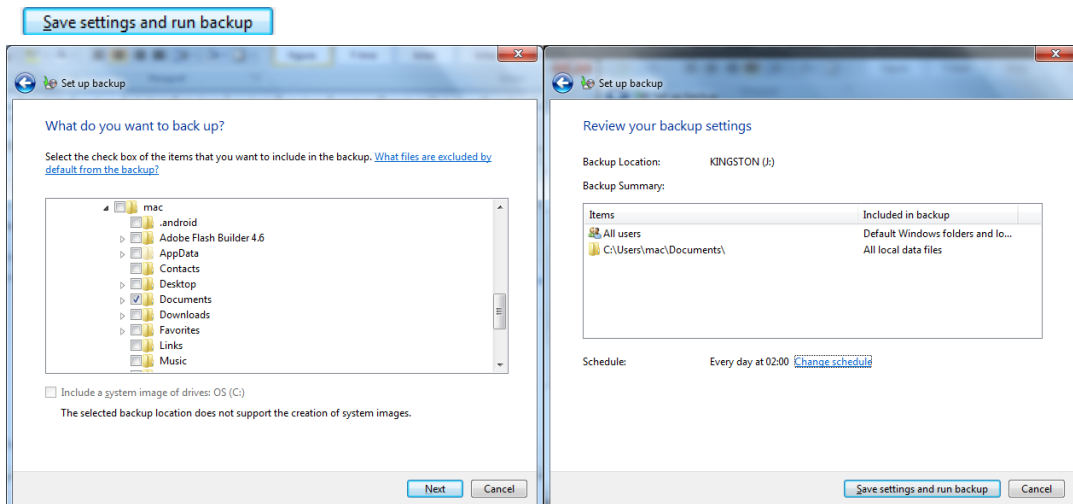 Save settings and run backup
Set up backup
What do you want to back up?
Select the check box of the items that you want to include in the backup. What files are excluded by
default from the backup?
mac
.android
Adobe Flash Builder 4.6
AppData
Contacts
Desktop
Documents
Downloads
Favorites
Links
Music
Include a system image of drives: OS (C:)
The selected backup location does not support the creation of system images.
Next Cancel
Set up backup
Review your backup settings
Backup Location: KINGSTON (J:)
Backup Summary:
Items Included in backup
All users Default Windows folders and lo...
C:\Users\mac\Documents\ All local data files
Schedule: Every day at 02:00 Change schedule
Save settings and run backup Cancel